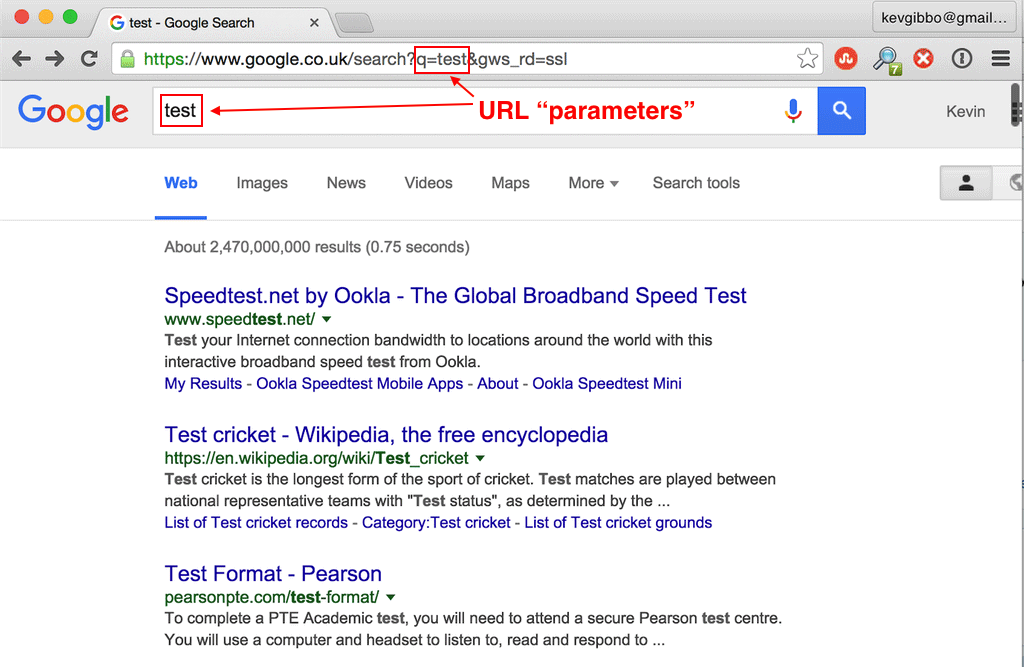 test - Google Search
kevgibbo@gmail...
https://www.google.co.uk/search?q=test&gws_rd=ssl
7
Google
test
URL “parameters”
Kevin
Web Images News Videos Maps More Search tools
About 2,470,000,000 results (0.75 seconds)
Speedtest.net by Ookla - The Global Broadband Speed Test
www.speedtest.net/
Test your Internet connection bandwidth to locations around the world with this
interactive broadband speed test from Ookla.
My Results - Ookla Speedtest Mobile Apps - About - Ookla Speedtest Mini
Test cricket - Wikipedia, the free encyclopedia
https://en.wikipedia.org/wiki/Test_cricket
Test cricket is the longest form of the sport of cricket. Test matches are played between
national representative teams with "Test status", as determined by the ...
List of Test cricket records - Category:Test cricket - List of Test cricket grounds
Test Format - Pearson
pearsonpte.com/test-format/
To complete a PTE Academic test, you will need to attend a secure Pearson test centre.
You will use a computer and headset to listen to, read and respond to ...